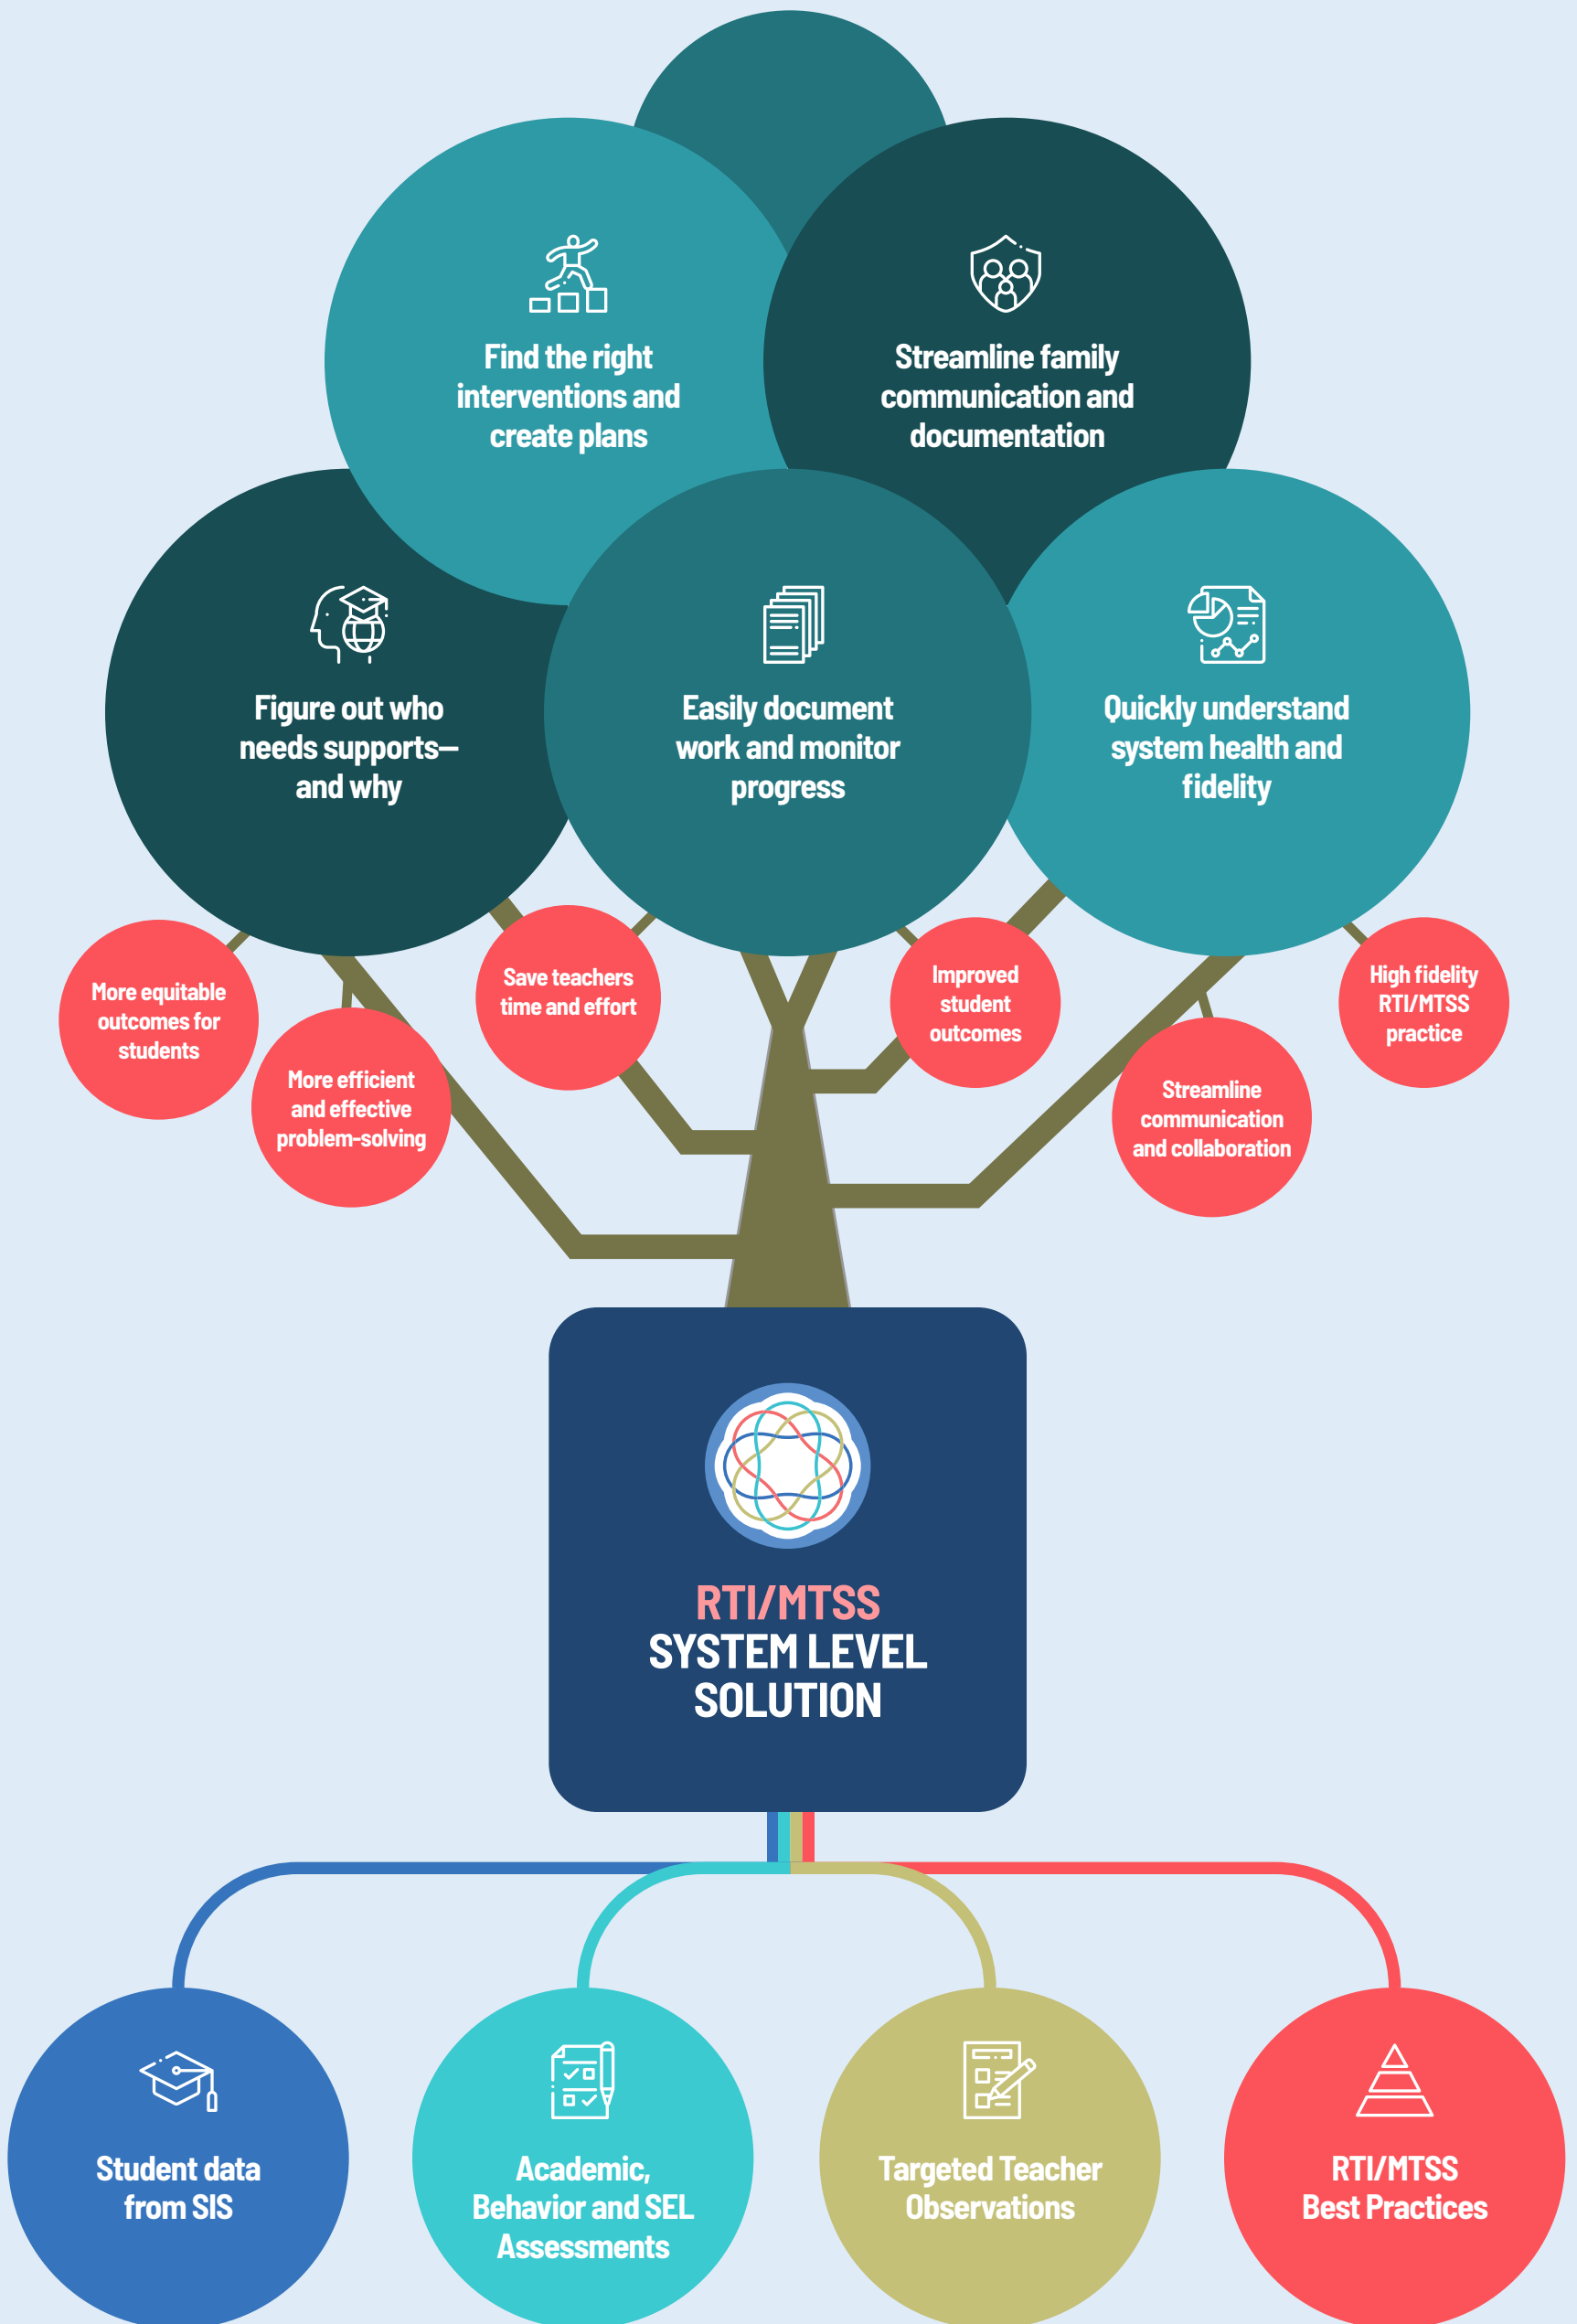 Find the right
interventions and
create plans
Streamline family
communication and
documentation
Figure out who
needs supports—
and why
Easily document
work and monitor
progress
Quickly understand
system health and
fidelity
More equitable
outcomes for
students
More efficient
and effective
problem-solving
Save teachers
time and effort
Improved
student
outcomes
Streamline
communication
and collaboration
High fidelity
RTI/MTSS
practice
RTI/MTSS
SYSTEM LEVEL
SOLUTION
Student data
from SIS
Academic,
Behavior and SEL
Assessments
Targeted Teacher
Observations
RTI/MTSS
Best Practices